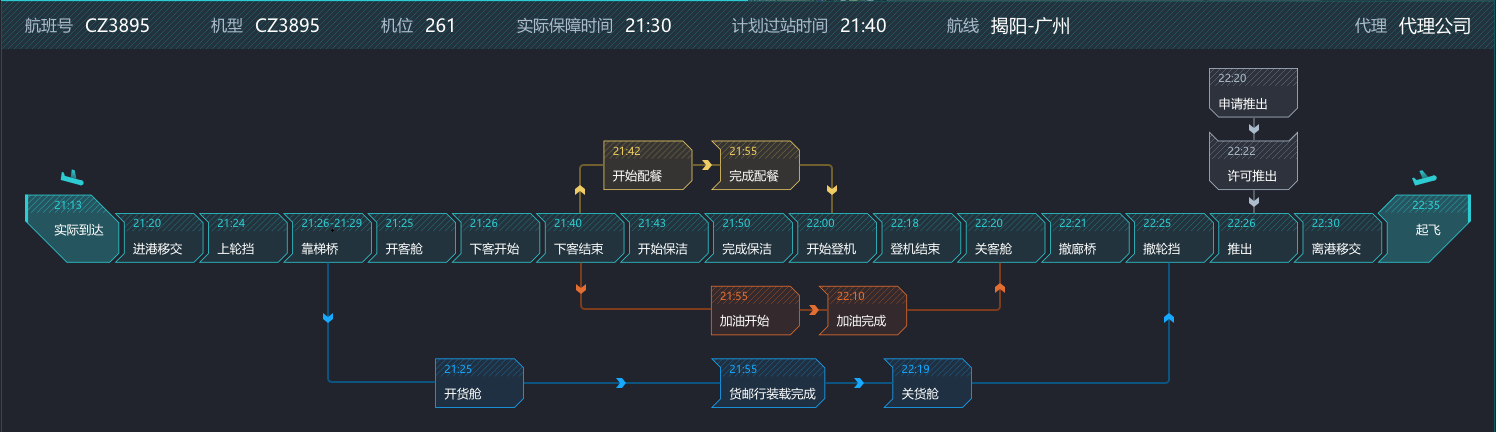 航班号 CZ3895 机型 CZ3895 机位 261 实际保障时间 21:30 计划过站时间 21:40 航线 揭阳-广州 代理 代理公司
22:20
申请推出
22:22
许可推出
21:42 21:55
开始配餐 完成配餐
21:13
实际到达
21:20 21:24 21:26-21:29 21:25 21:26 21:40 21:43 21:50 22:00 22:18 22:20 22:21 22:25 22:26 22:30
进港移交 上轮挡 靠梯桥 开客舱 下客开始 下客结束 开始保洁 完成保洁 开始登机 登机结束 关客舱 撤廊桥 撤轮挡 推出 离港移交
22:35
起飞
21:55 22:10
加油开始 加油完成
21:25 21:55 22:19
开货舱 货邮行装载完成 关货舱